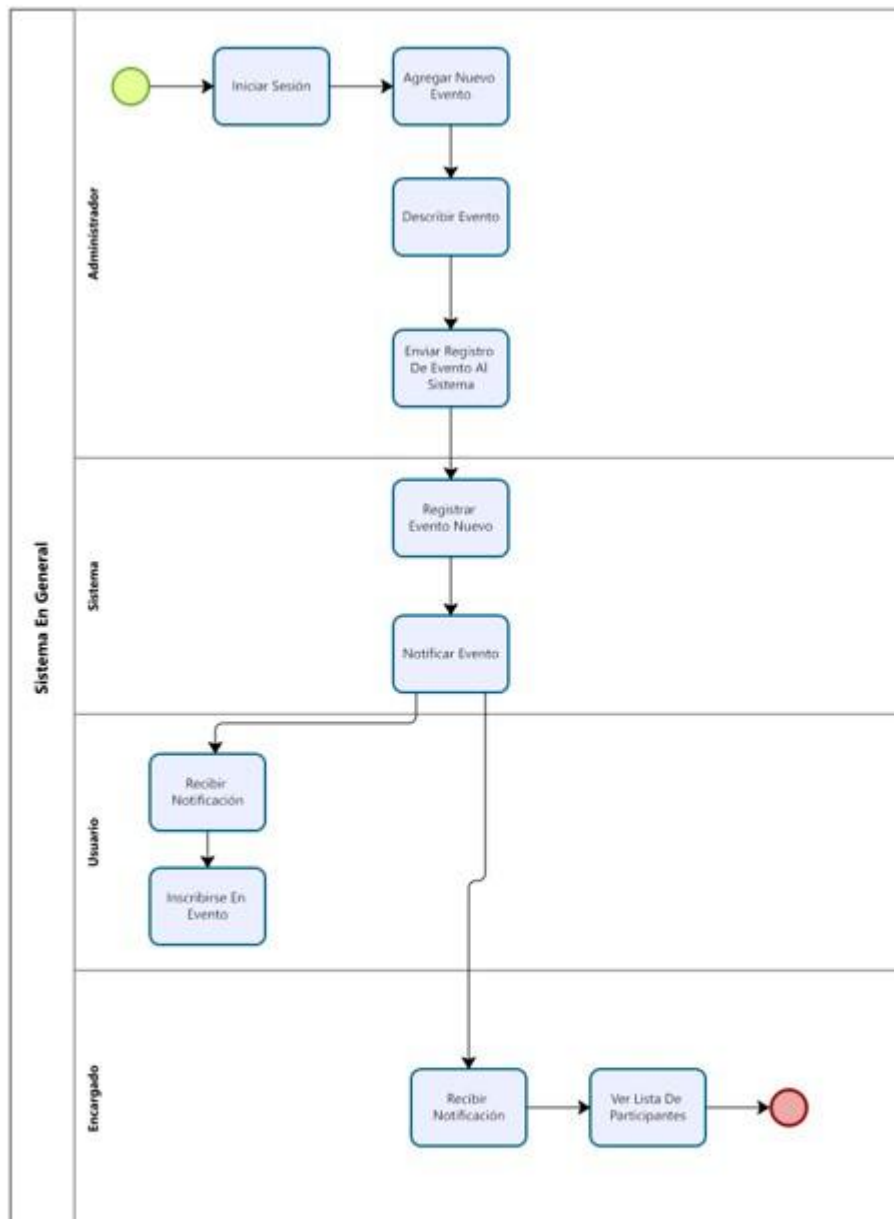 Sistema En General
Administrador
Iniciar Sesión
Agregar Nuevo
Evento
Describir Evento
Enviar Registro
De Evento Al
Sistema
Sistema
Registrar
Evento Nuevo
Notificar Evento
Usuario
Recibir
Notificación
Inscribirse En
Evento
Encargado
Recibir
Notificación
Ver Lista De
Participantes